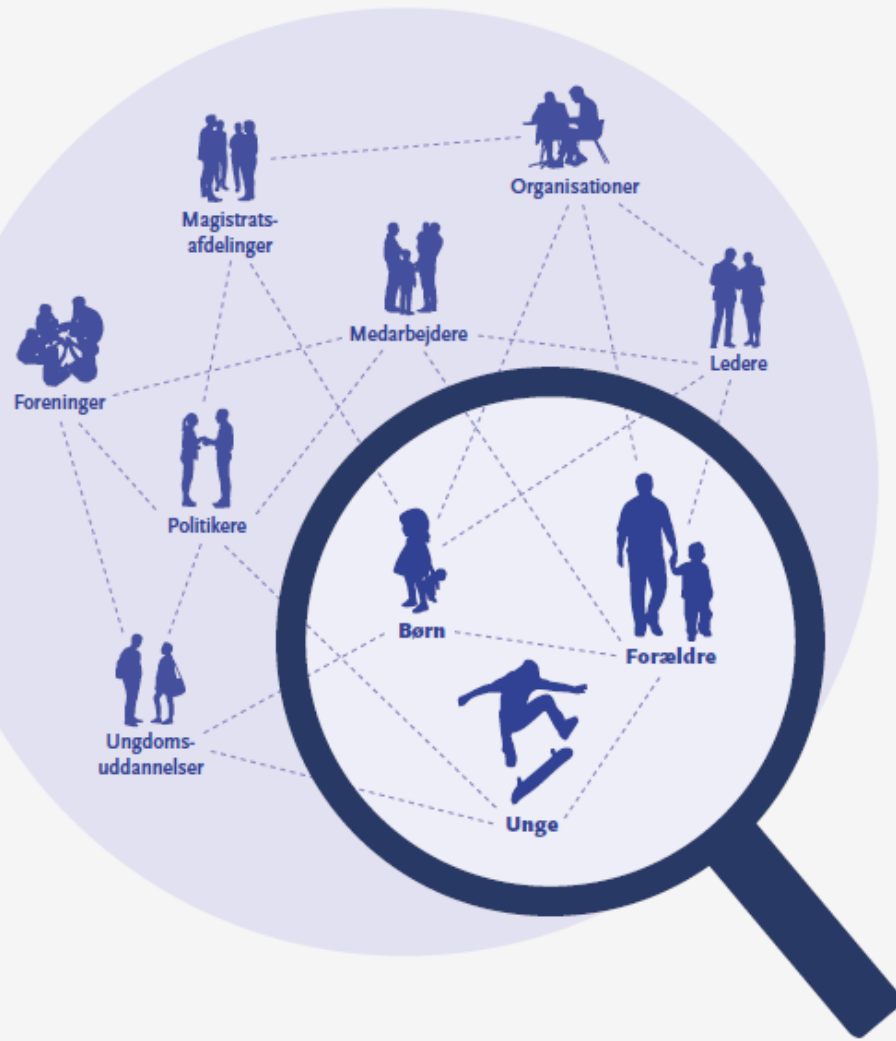 Organisationer
Magistrats-
afdelinger
Medarbejdere
Ledere
Foreninger
Politikere
Børn
Forældre
Ungdoms-
uddannelser
Unge